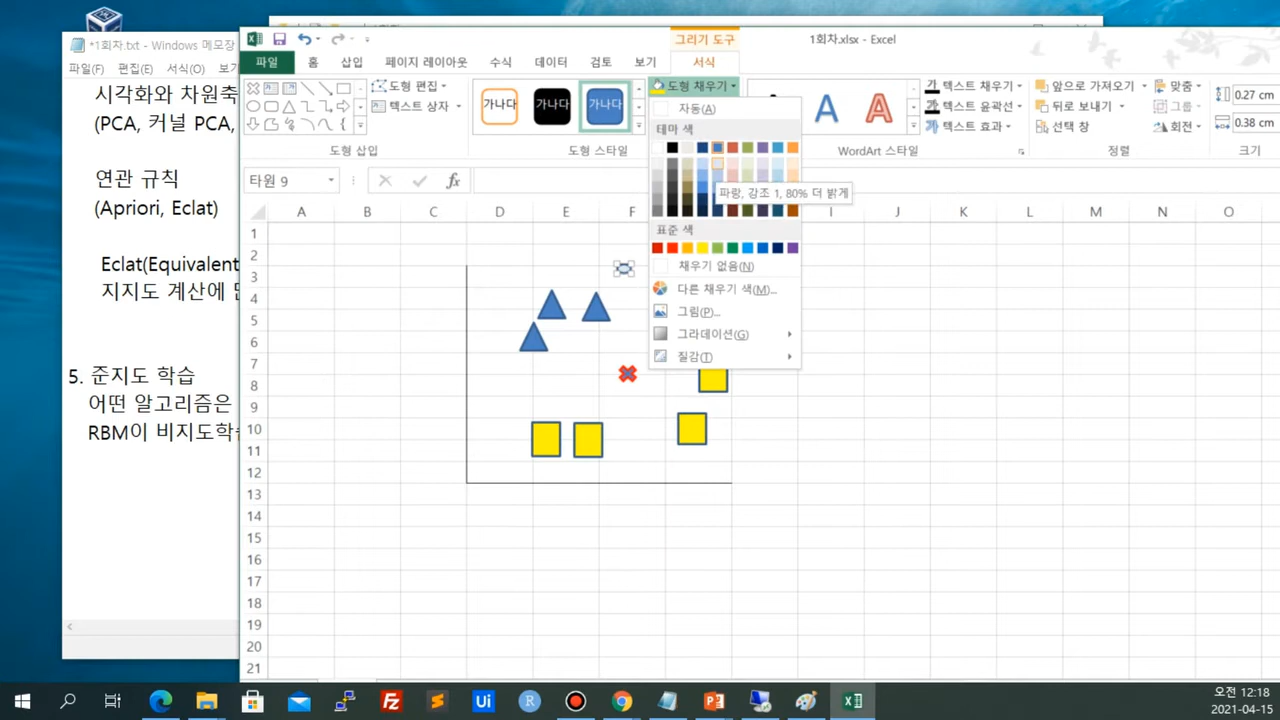 *1회차.txt - Windows 메모장
파일(F) 편집(E) 서식(O) 보기
시각화와 차원축
(PCA, 커널 PCA,
연관 규칙
(Apriori, Eclat)
Eclat(Equivalent
지지도 계산에
5. 준지도 학습
어떤 알고리즘은
RBM이 비지도학습
그리기 도구
1회차.xlsx - Excel
파일 홈 삽입 페이지 레이아웃 수식 데이터 검토 보기 서식
도형 편집
텍스트 상자
도형 삽입
가나다 가나다 가나다
도형 스타일
도형 채우기
A A
WordArt 스타일
텍스트 채우기
텍스트 윤곽선
텍스트 효과
앞으로 가져오기
뒤로 보내기
선택 창
맞춤
그룹
회전
정렬
0.27 cm
0.38 cm
크기
자동(A)
테마 색
파랑, 강조 1, 80% 더 밝게
표준 색
채우기 없음(N)
다른 채우기 색(M)...
그림(P)...
그라데이션(G)
질감(T)
타원 9
fx
A B C D E F I J K L M N O
1
2
3
4
5
6
7
8
9
10
11
12
13
14
15
16
17
18
19
20
21
Fz
Ui
R
오전 12:18
2021-04-15